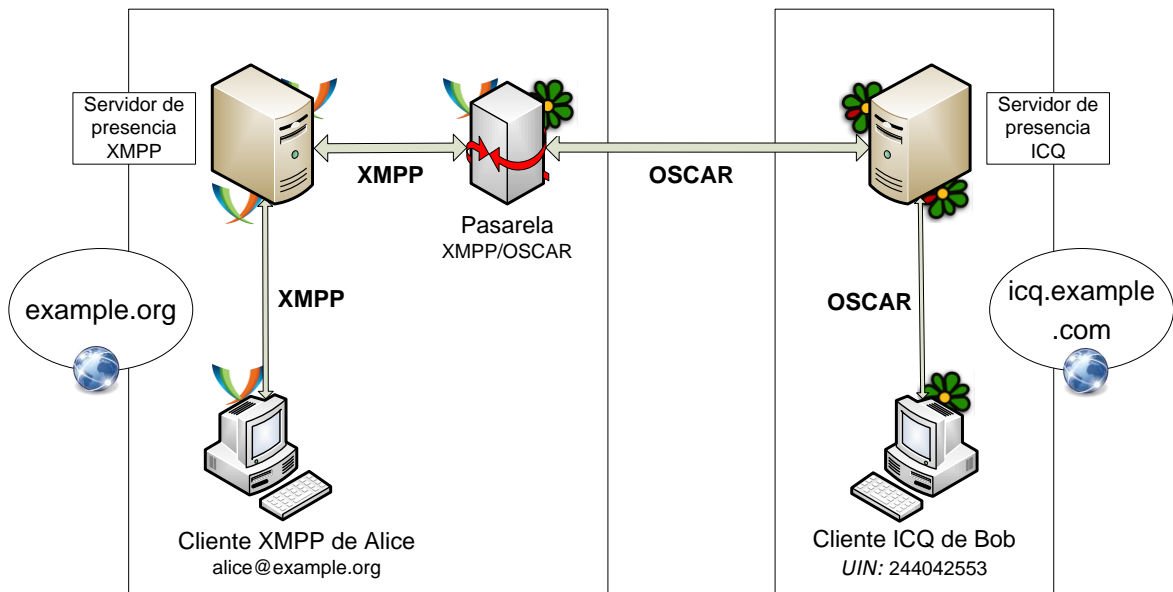 Servidor de
presencia
XMPP
Servidor de
presencia
ICQ
XMPP
OSCAR
Pasarela
XMPP/OSCAR
example.org
XMPP
OSCAR
icq.example
.com
Cliente XMPP de Alice
alice@example.org
Cliente ICQ de Bob
UIN: 244042553